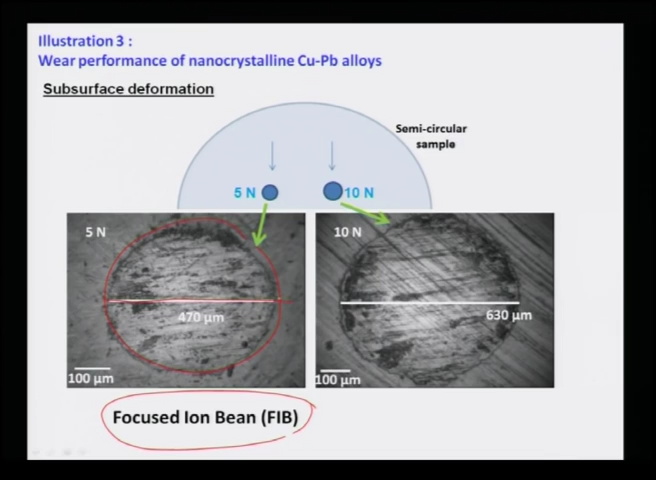 Illustration 3 :
Wear performance of nanocrystalline Cu-Pb alloys
Subsurface deformation
Semi-circular
sample
5 N
10 N
5 N
10 N
470 µm
630 µm
100 µm
100 µm
Focused Ion Bean (FIB)